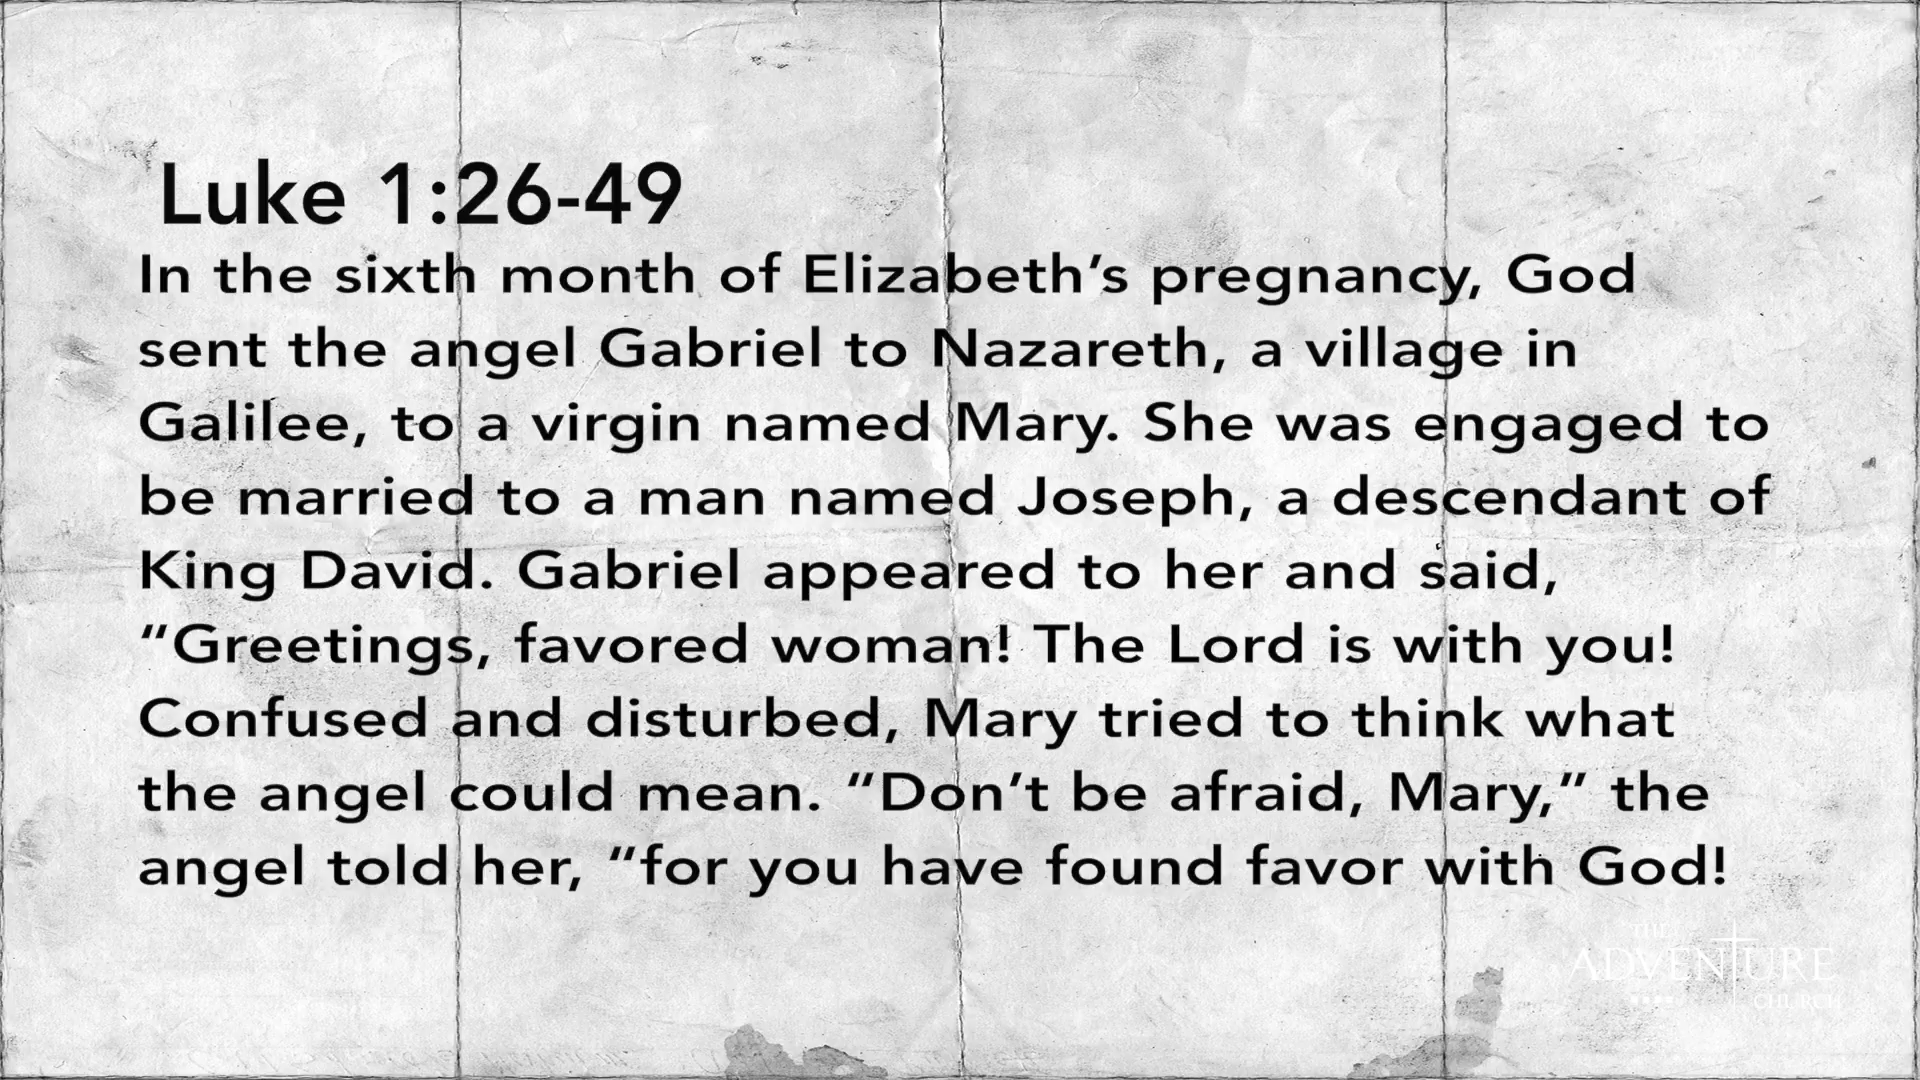 Luke 1:26-49
In the sixth month of Elizabeth’s pregnancy, God
sent the angel Gabriel to Nazareth, a village in
Galilee, to a virgin named Mary. She was engaged to
be married to a man named Joseph, a descendant of
King David. Gabriel appeared to her and said,
“Greetings, favored woman! The Lord is with you!
Confused and disturbed, Mary tried to think what
the angel could mean. “Don’t be afraid, Mary,” the
angel told her, “for you have found favor with God!
THE
ADVENTURE
CHURCH